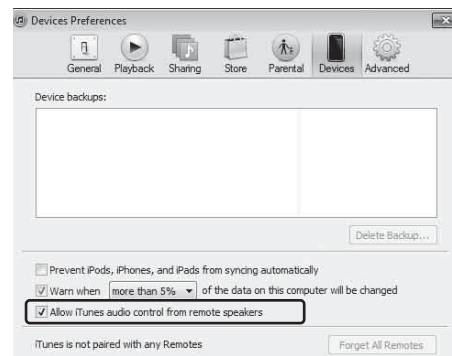 Devices Preferences
General Playback Sharing Store Parental Devices Advanced
Device backups:
Delete Backup...
Prevent iPods, iPhones, and iPads from syncing automatically
Warn when more than 5% of the data on this computer will be changed
Allow iTunes audio control from remote speakers
iTunes is not paired with any Remotes Forget All Remotes